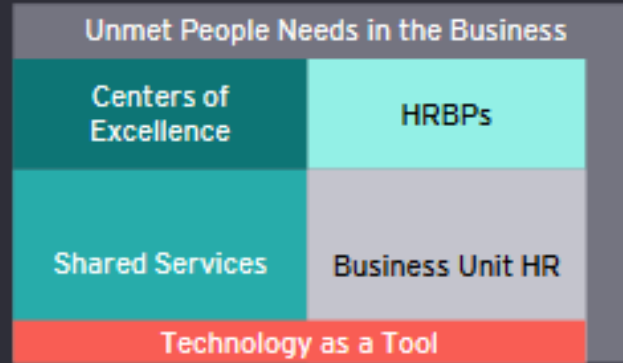 Unmet People Needs in the Business
Centers of
Excellence
HRBPs
Shared Services
Business Unit HR
Technology as a Tool